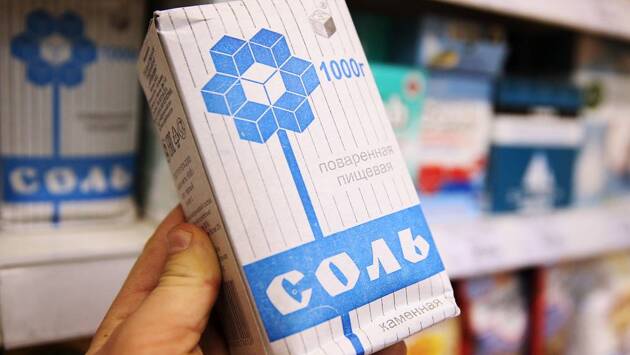 1000г
поваренная
пищевая
СОЛЬ
каменная
СОЛЬ